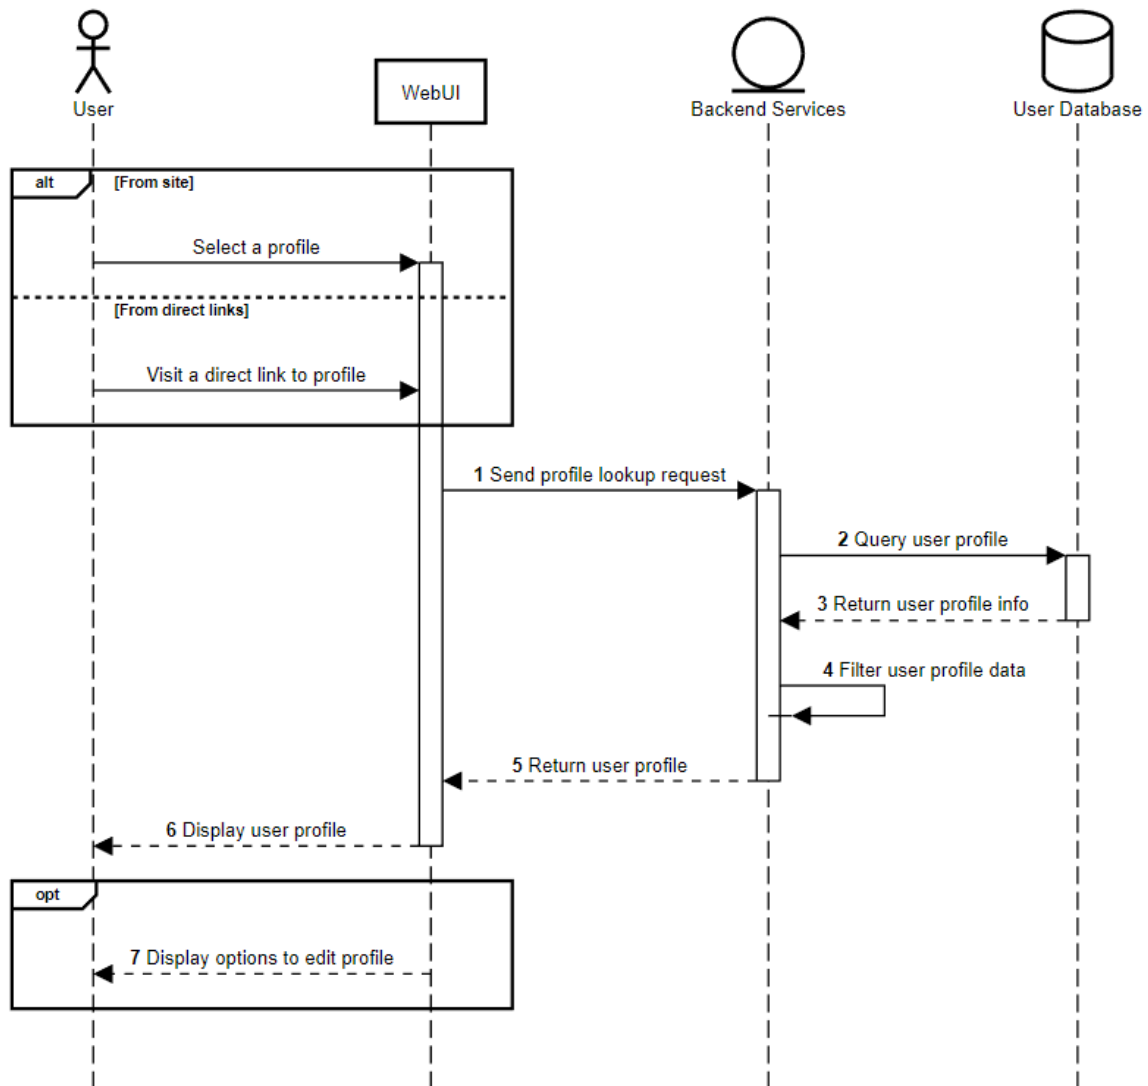 User
WebUI
Backend Services
User Database
alt
[From site]
Select a profile
[From direct links]
Visit a direct link to profile
1 Send profile lookup request
2 Query user profile
3 Return user profile info
4 Filter user profile data
5 Return user profile
6 Display user profile
opt
7 Display options to edit profile